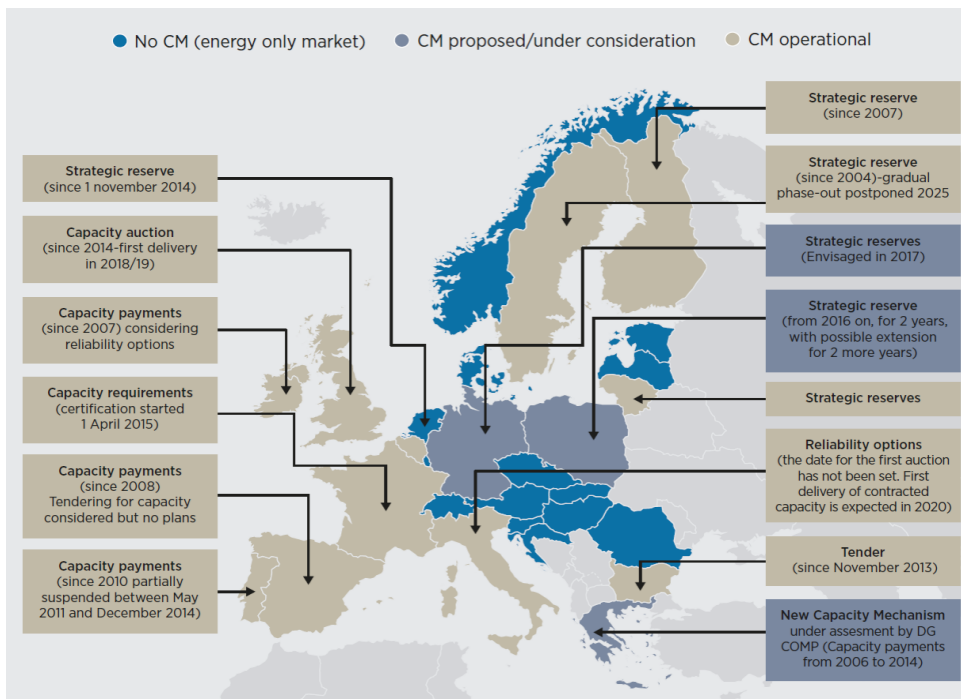 No CM (energy only market)
CM proposed/under consideration
CM operational
Strategic reserve
(since 1 november 2014)
Capacity auction
(since 2014-first delivery
in 2018/19)
Capacity payments
(since 2007) considering
reliability options
Capacity requirements
(certification started
1 April 2015)
Capacity payments
(since 2008)
Tendering for capacity
considered but no plans
Capacity payments
(since 2010 partially
suspended between May
2011 and December 2014)
Strategic reserve
(since 2007)
Strategic reserve
(since 2004)-gradual
phase-out postponed 2025
Strategic reserves
(Envisaged in 2017)
Strategic reserve
(from 2016 on, for 2 years,
with possible extension
for 2 more years)
Strategic reserves
Reliability options
(the date for the first auction
has not been set. First
delivery of contracted
capacity is expected in 2020)
Tender
(since November 2013)
New Capacity Mechanism
under assesment by DG
COMP (Capacity payments
from 2006 to 2014)